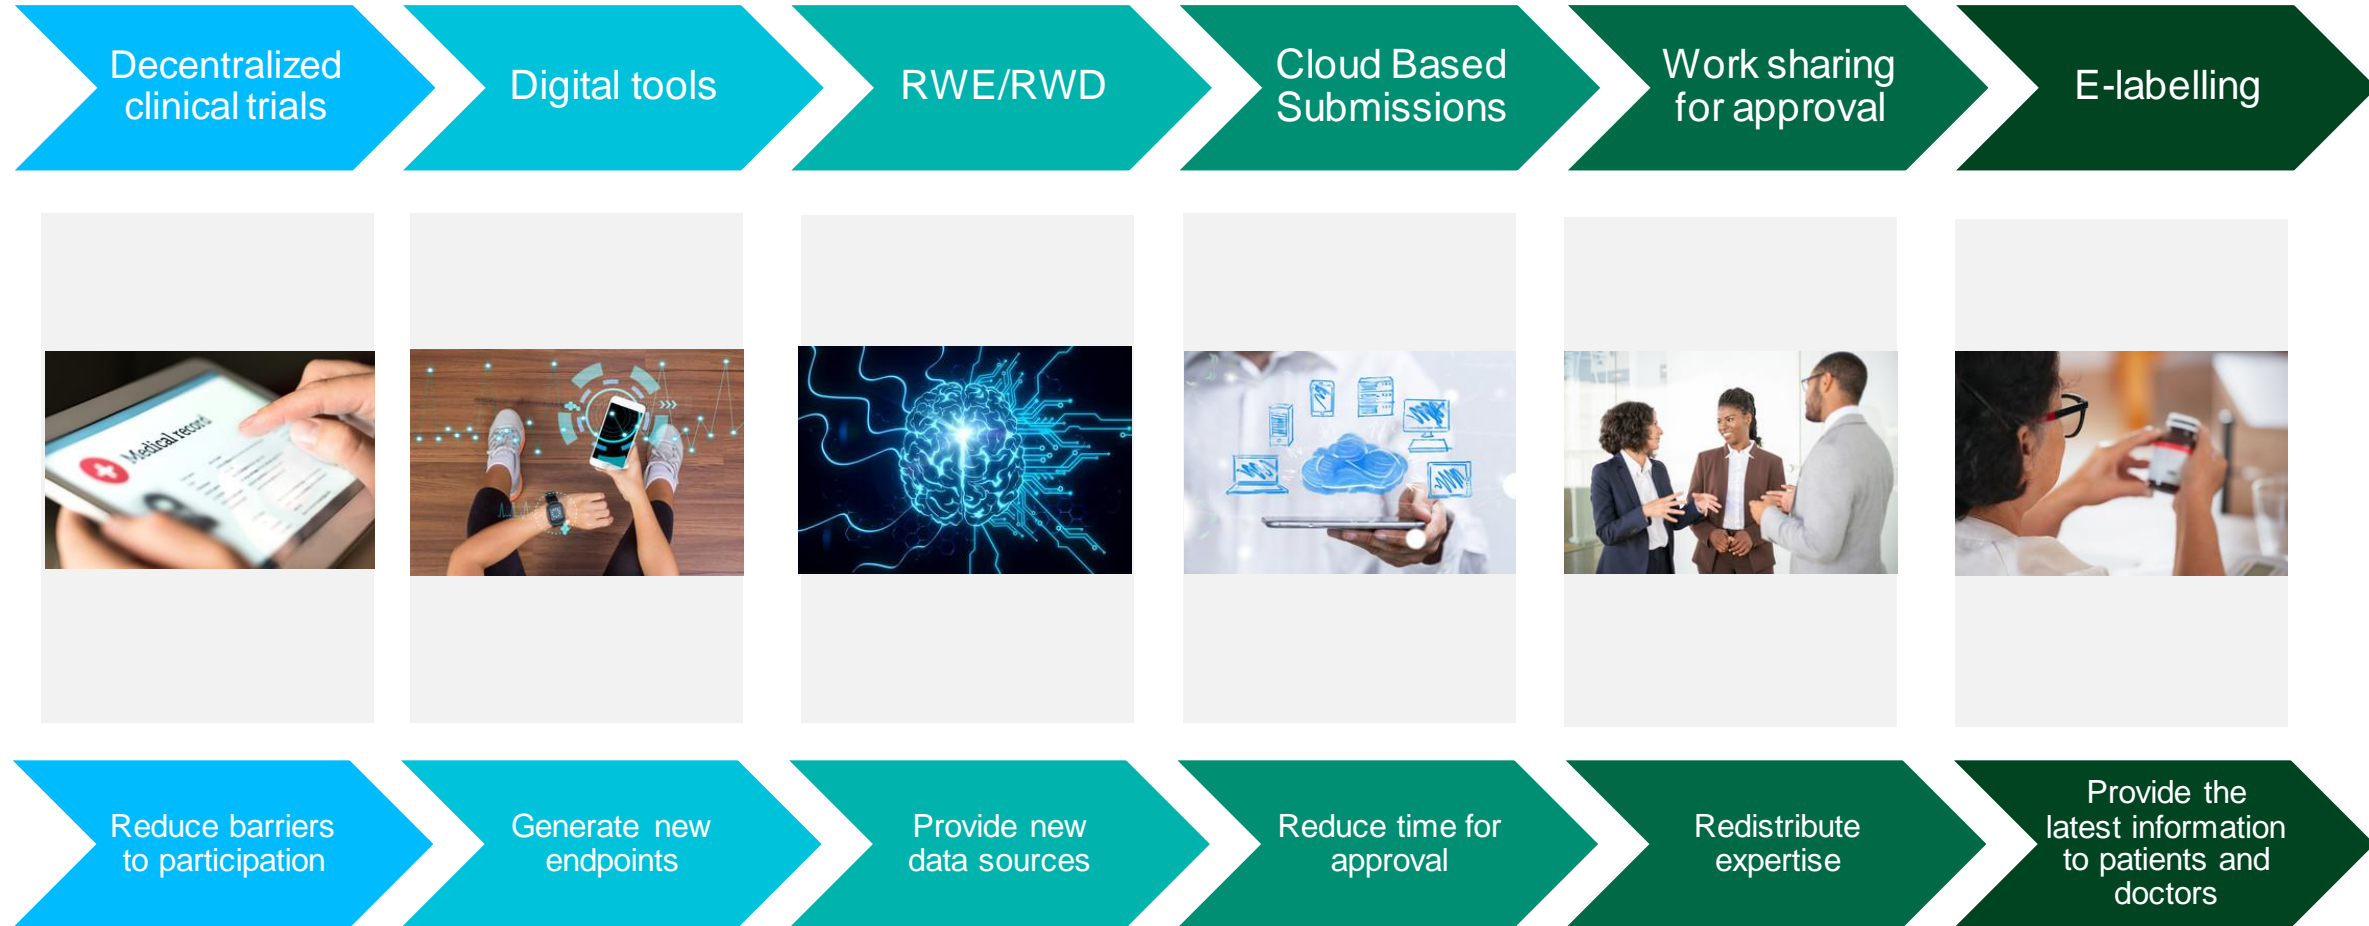 Decentralized
clinical trials
Digital tools
RWE/RWD
Cloud Based
Submissions
Work sharing
for approval
E-labelling
Medical record
Reduce barriers
to participation
Generate new
endpoints
Provide new
data sources
Reduce time for
approval
Redistribute
expertise
Provide the
latest information
to patients and
doctors